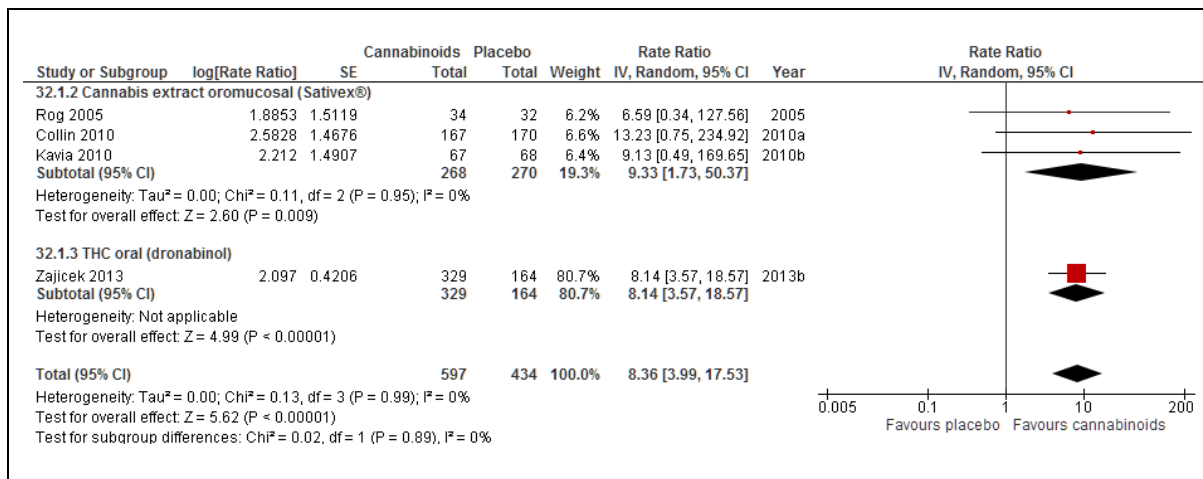 Cannabinoids Placebo Rate Ratio Rate Ratio
Study or Subgroup log[Rate Ratio] SE Total Total Weight IV, Random, 95% CI Year IV, Random, 95% CI
32.1.2 Cannabis extract oromucosal (Sativex®)
Rog 2005 1.8853 1.5119 34 32 6.2% 6.59 [0.34, 127.56] 2005
Collin 2010 2.5828 1.4676 167 170 6.6% 13.23 [0.75, 234.92] 2010a
Kavia 2010 2.212 1.4907 67 68 6.4% 9.13 [0.49, 169.65] 2010b
Subtotal (95% CI) 268 270 19.3% 9.33 [1.73, 50.37]
Heterogeneity: Tau² = 0.00; Chi² = 0.11, df = 2 (P = 0.95); I² = 0%
Test for overall effect: Z = 2.60 (P = 0.009)
32.1.3 THC oral (dronabinol)
Zajicek 2013 2.097 0.4206 329 164 80.7% 8.14 [3.57, 18.57] 2013b
Subtotal (95% CI) 329 164 80.7% 8.14 [3.57, 18.57]
Heterogeneity: Not applicable
Test for overall effect: Z = 4.99 (P < 0.00001)
Total (95% CI) 597 434 100.0% 8.36 [3.99, 17.53]
Heterogeneity: Tau² = 0.00; Chi² = 0.13, df = 3 (P = 0.99); I² = 0%
Test for overall effect: Z = 5.62 (P < 0.00001)
Test for subgroup differences: Chi² = 0.02, df = 1 (P = 0.89), I² = 0%
0.005 0.1 1 10 200
Favours placebo Favours cannabinoids